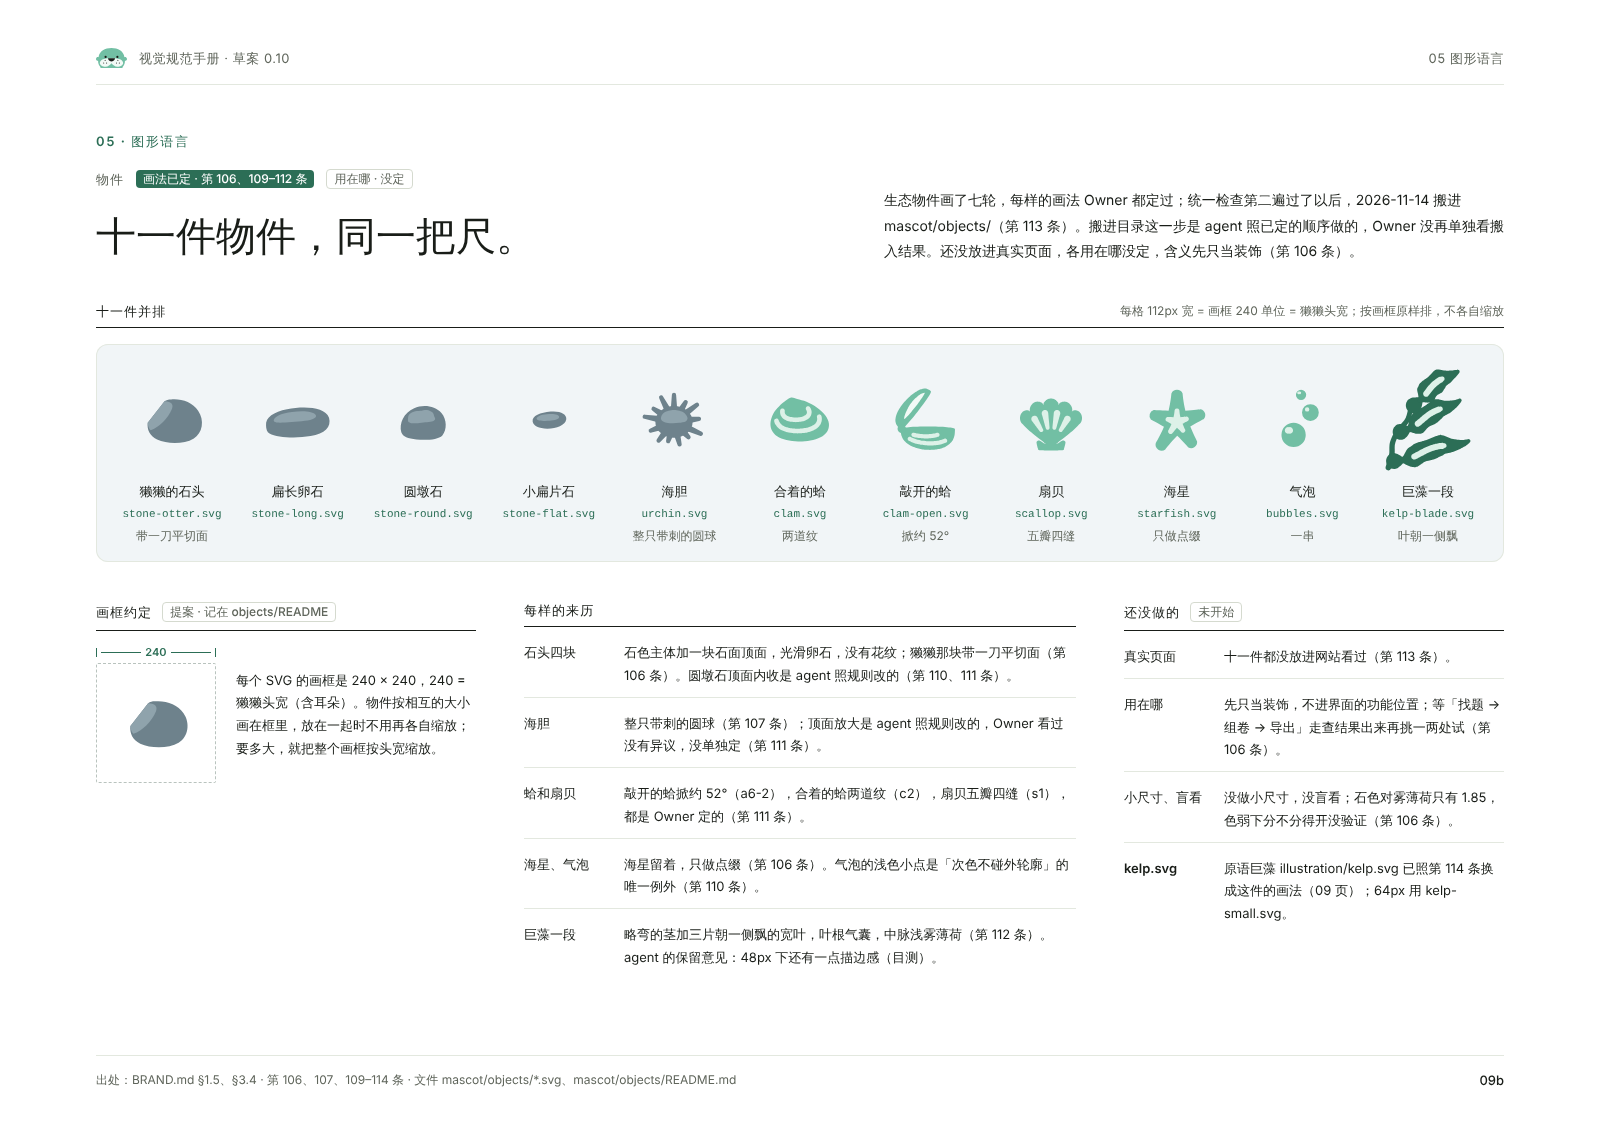 视觉规范手册 · 草案 0.10
05 图形语言
05 · 图形语言
物件 画法已定 · 第 106、109–112 条 用在哪 · 没定
十一件物件，同一把尺。
生态物件画了七轮，每样的画法 Owner 都定过；统一检查第二遍过了以后，2026-11-14 搬进
mascot/objects/（第 113 条）。搬进目录这一步是 agent 照已定的顺序做的，Owner 没再单独看搬
入结果。还没放进真实页面，各用在哪没定，含义先只当装饰（第 106 条）。
十一件并排
每格 112px 宽 = 画框 240 单位 = 獭獭头宽；按画框原样排，不各自缩放
獭獭的石头
stone-otter.svg
带一刀平切面
扁长卵石
stone-long.svg
圆墩石
stone-round.svg
小扁片石
stone-flat.svg
海胆
urchin.svg
整只带刺的圆球
合着的蛤
clam.svg
两道纹
敲开的蛤
clam-open.svg
掀约 52°
扇贝
scallop.svg
五瓣四缝
海星
starfish.svg
只做点缀
气泡
bubbles.svg
一串
巨藻一段
kelp-blade.svg
叶朝一侧飘
画框约定 提案 · 记在 objects/README
240
每个 SVG 的画框是 240 × 240，240 =
獭獭头宽（含耳朵）。物件按相互的大小
画在框里，放在一起时不用再各自缩放；
要多大，就把整个画框按头宽缩放。
每样的来历
石头四块
石色主体加一块石面顶面，光滑卵石，没有花纹；獭獭那块带一刀平切面（第
106 条）。圆墩石顶面内收是 agent 照规则改的（第 110、111 条）。
海胆
整只带刺的圆球（第 107 条）；顶面放大是 agent 照规则改的，Owner 看过
没有异议，没单独定（第 111 条）。
蛤和扇贝
敲开的蛤掀约 52°（a6-2），合着的蛤两道纹（c2），扇贝五瓣四缝（s1），
都是 Owner 定的（第 111 条）。
海星、气泡
海星留着，只做点缀（第 106 条）。气泡的浅色小点是「次色不碰外轮廓」的
唯一例外（第 110 条）。
巨藻一段
略弯的茎加三片朝一侧飘的宽叶，叶根气囊，中脉浅雾薄荷（第 112 条）。
agent 的保留意见：48px 下还有一点描边感（目测）。
还没做的 未开始
真实页面
十一件都没放进网站看过（第 113 条）。
用在哪
先只当装饰，不进界面的功能位置；等「找题 →
组卷 → 导出」走查结果出来再挑一两处试（第
106 条）。
小尺寸、盲看
没做小尺寸，没盲看；石色对雾薄荷只有 1.85，
色弱下分不分得开没验证（第 106 条）。
kelp.svg
原语巨藻 illustration/kelp.svg 已照第 114 条换
成这件的画法（09 页）；64px 用 kelp-
small.svg。
出处：BRAND.md §1.5、§3.4 · 第 106、107、109–114 条 · 文件 mascot/objects/*.svg、mascot/objects/README.md
09b